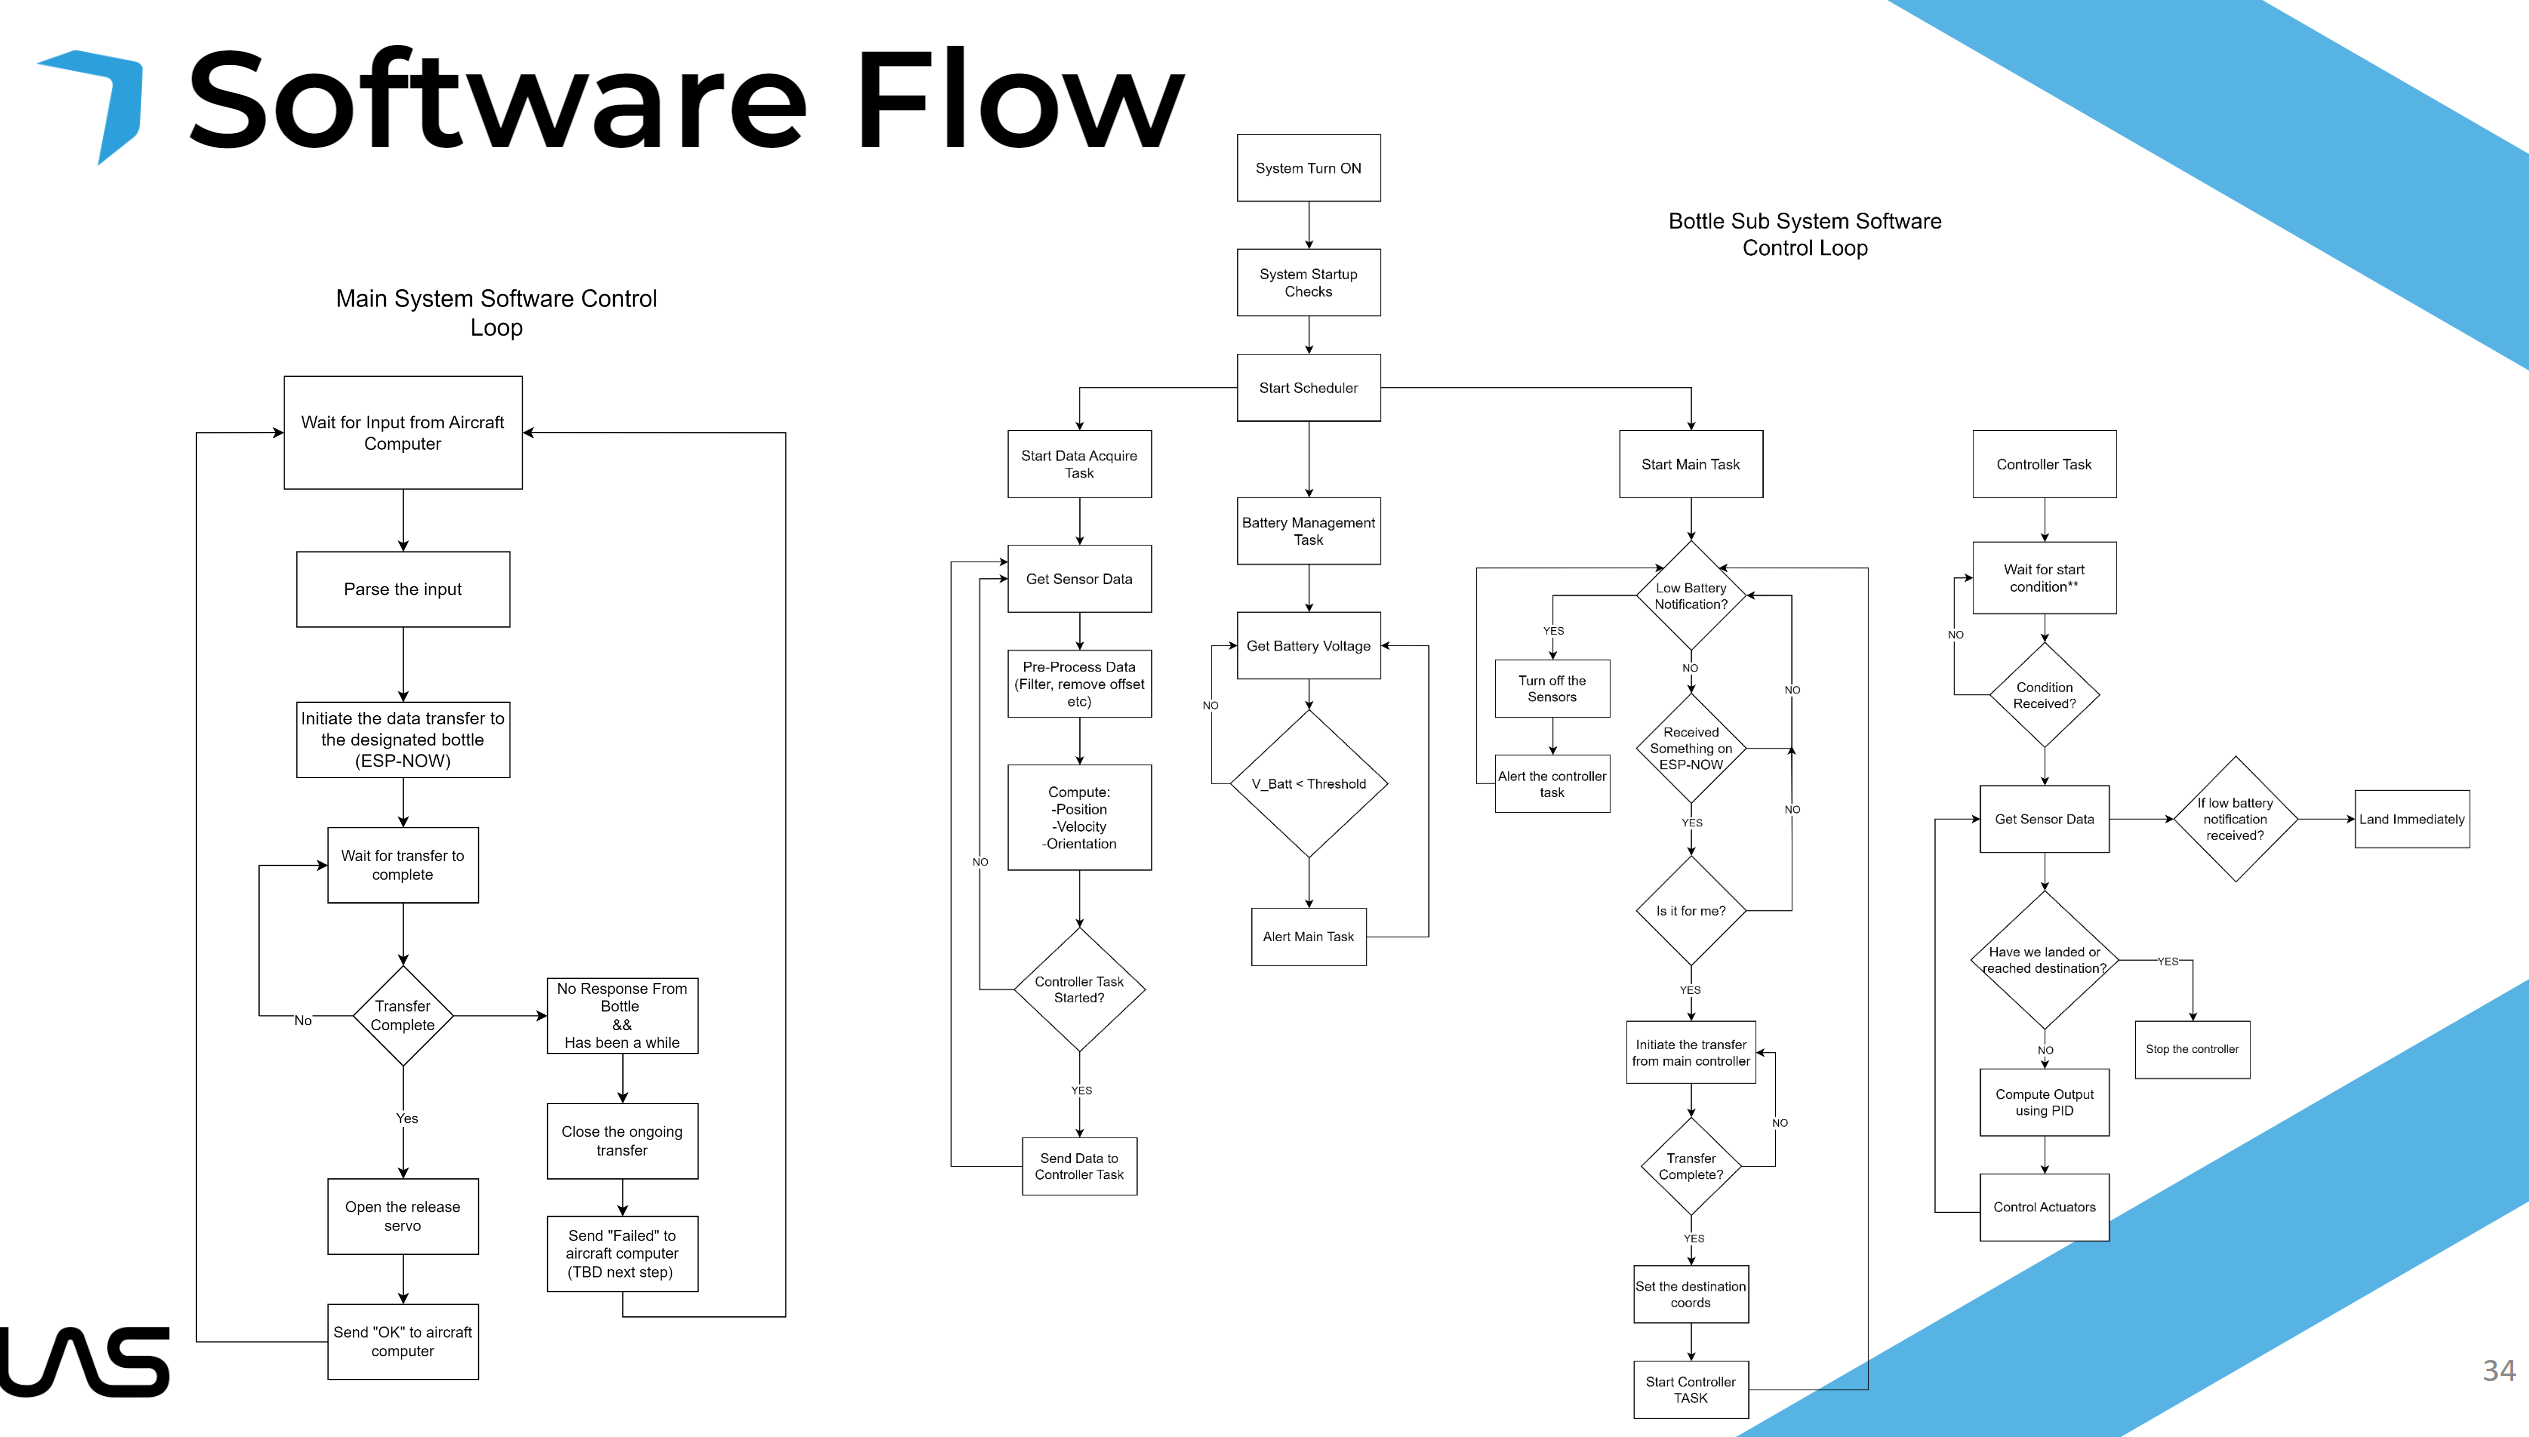 Software Flow
Main System Software Control
Loop
Wait for Input from Aircraft
Computer
Parse the input
Initiate the data transfer to
the designated bottle
(ESP-NOW)
Wait for transfer to
complete
Transfer
Complete
No
Yes
No Response From
Bottle
&&
Has been a while
Close the ongoing
transfer
Send "Failed" to
aircraft computer
(TBD next step)
Open the release
servo
Send "OK" to aircraft
computer
Bottle Sub System Software
Control Loop
System Turn ON
System Startup
Checks
Start Scheduler
Start Data Acquire
Task
Get Sensor Data
Pre-Process Data
(Filter, remove offset
etc)
Compute:
-Position
-Velocity
-Orientation
NO
Controller Task
Started?
YES
Send Data to
Controller Task
Battery Management
Task
Get Battery Voltage
NO
V_Batt < Threshold
Alert Main Task
Start Main Task
Low Battery
Notification?
YES
Turn off the
Sensors
Alert the controller
task
NO
NO
Received
Something on
ESP-NOW
YES
NO
Is it for me?
YES
Initiate the transfer
from main controller
NO
Transfer
Complete?
YES
Set the destination
coords
Start Controller
TASK
Controller Task
Wait for start
condition**
NO
Condition
Received?
Get Sensor Data
If low battery
notification
received?
Land Immediately
Have we landed or
reached destination?
YES
Stop the controller
NO
Compute Output
using PID
Control Actuators
34